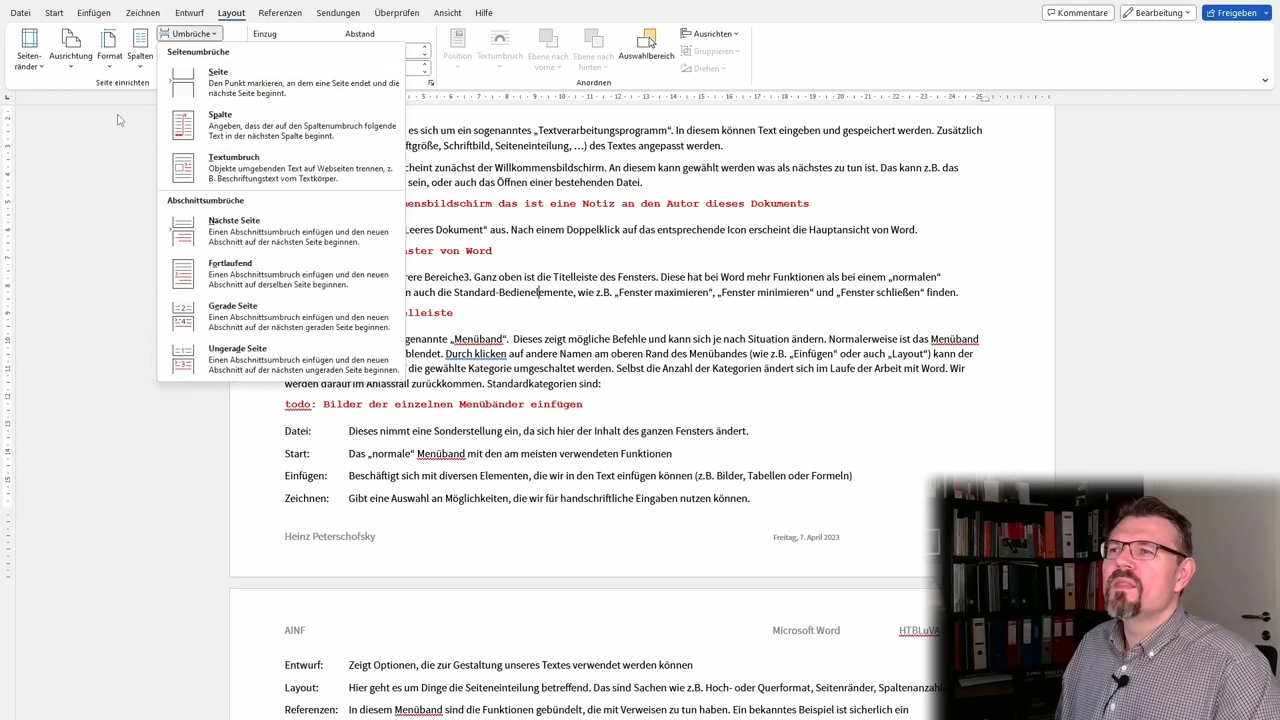 Datei Start Einfügen Zeichnen Entwurf Layout Referenzen Sendungen Überprüfen Ansicht Hilfe Kommentare Bearbeitung Freigeben
Seiten-
ränder Ausrichtung Format Spalten Umbrüche Einzug Abstand Position Textumbruch Ebene nach
vorne Ebene nach
hinten Auswahlbereich Ausrichten
Gruppieren
Drehen
Seite einrichten Anordnen
Seitenumbrüche
Seite
Den Punkt markieren, an dem eine Seite endet und die
nächste Seite beginnt.
Spalte
Angeben, dass der auf den Spaltenumbruch folgende
Text in der nächsten Spalte beginnt.
Textumbruch
Objekte umgebenden Text auf Webseiten trennen, z.
B. Beschriftungstext vom Textkörper.
Abschnittsumbrüche
Nächste Seite
Einen Abschnittsumbruch einfügen und den neuen
Abschnitt auf der nächsten Seite beginnen.
Fortlaufend
Einen Abschnittsumbruch einfügen und den neuen
Abschnitt auf derselben Seite beginnen.
Gerade Seite
Einen Abschnittsumbruch einfügen und den neuen
Abschnitt auf der nächsten geraden Seite beginnen.
Ungerade Seite
Einen Abschnittsumbruch einfügen und den neuen
Abschnitt auf der nächsten ungeraden Seite beginnen.
es sich um ein sogenanntes „Textverarbeitungsprogramm“. In diesem können Text eingeben und gespeichert werden. Zusätzlich
ftgröße, Schriftbild, Seiteneinteilung, …) des Textes angepasst werden.
cheint zunächst der Willkommensbildschirm. An diesem kann gewählt werden was als nächstes zu tun ist. Das kann z.B. das
sein, oder auch das Öffnen einer bestehenden Datei.
mensbildschirm das ist eine Notiz an den Autor dieses Dokuments
Leeres Dokument“ aus. Nach einem Doppelklick auf das entsprechende Icon erscheint die Hauptansicht von Word.
nster von Word
rere Bereiche3. Ganz oben ist die Titelleiste des Fensters. Diese hat bei Word mehr Funktionen als bei einem „normalen“
n auch die Standard-Bedienelemente, wie z.B. „Fenster maximieren“, „Fenster minimieren“ und „Fenster schließen“ finden.
elleiste
genannte „Menüband“. Dieses zeigt mögliche Befehle und kann sich je nach Situation ändern. Normalerweise ist das Menüband
blendet. Durch klicken auf andere Namen am oberen Rand des Menübandes (wie z.B. „Einfügen“ oder auch „Layout“) kann der
die gewählte Kategorie umgeschaltet werden. Selbst die Anzahl der Kategorien ändert sich im Laufe der Arbeit mit Word. Wir
werden darauf im Anlassfall zurückkommen. Standardkategorien sind:
todo: Bilder der einzelnen Menübänder einfügen
Datei: Dieses nimmt eine Sonderstellung ein, da sich hier der Inhalt des ganzen Fensters ändert.
Start: Das „normale“ Menüband mit den am meisten verwendeten Funktionen
Einfügen: Beschäftigt sich mit diversen Elementen, die wir in den Text einfügen können (z.B. Bilder, Tabellen oder Formeln)
Zeichnen: Gibt eine Auswahl an Möglichkeiten, die wir für handschriftliche Eingaben nutzen können.
Heinz Peterschofsky Freitag, 7. April 2023
AINF Microsoft Word HTBLuVA
Entwurf: Zeigt Optionen, die zur Gestaltung unseres Textes verwendet werden können
Layout: Hier geht es um Dinge die Seiteneinteilung betreffend. Das sind Sachen wie z.B. Hoch- oder Querformat, Seitenränder, Spaltenanzahl
Referenzen: In diesem Menüband sind die Funktionen gebündelt, die mit Verweisen zu tun haben. Ein bekanntes Beispiel ist sicherlich ein